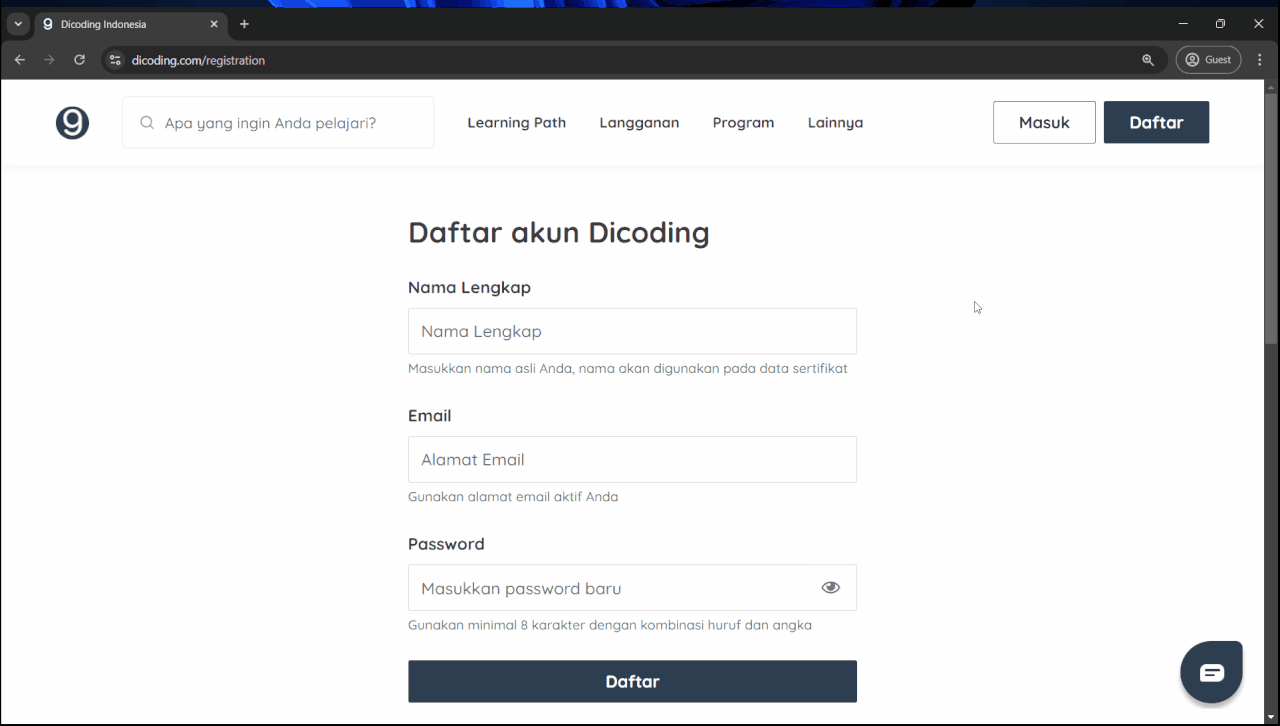 Dicoding Indonesia
dicoding.com/registration
Guest
Apa yang ingin Anda pelajari?
Learning Path
Langganan
Program
Lainnya
Masuk
Daftar
Daftar akun Dicoding
Nama Lengkap
Nama Lengkap
Masukkan nama asli Anda, nama akan digunakan pada data sertifikat
Email
Alamat Email
Gunakan alamat email aktif Anda
Password
Masukkan password baru
Gunakan minimal 8 karakter dengan kombinasi huruf dan angka
Daftar